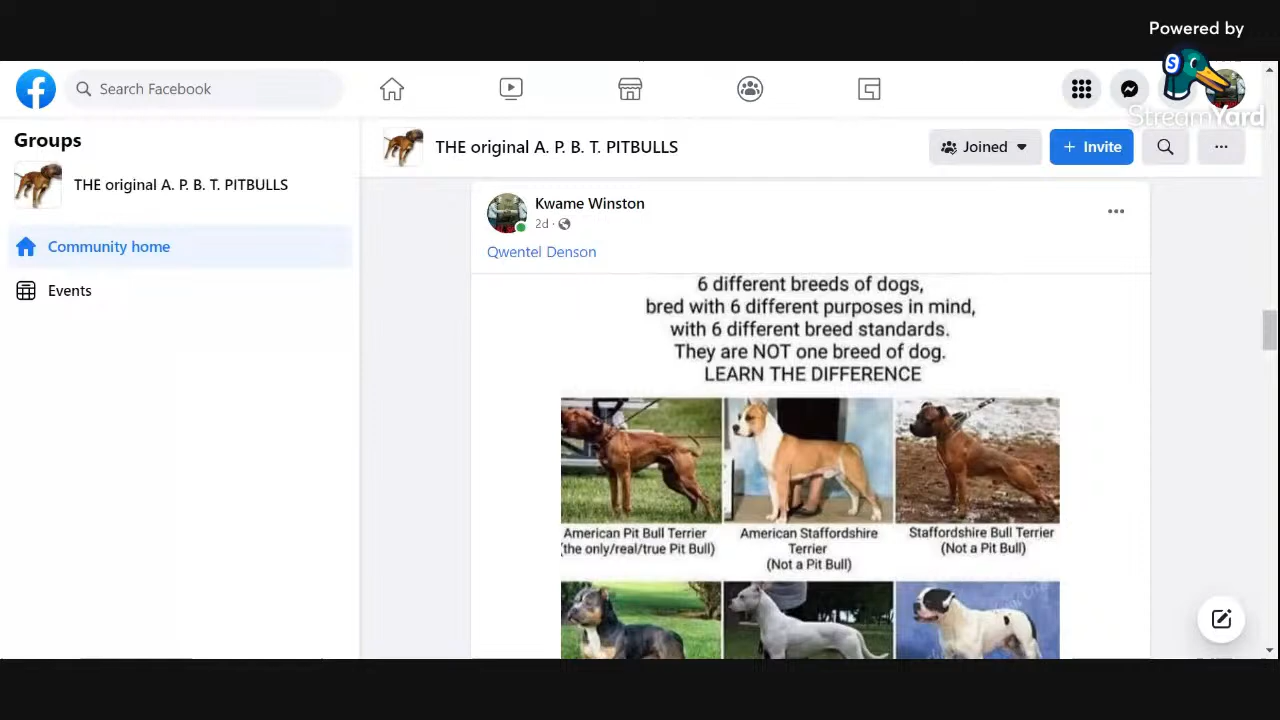 Powered by
StreamYard
Search Facebook
Groups
THE original A. P. B. T. PITBULLS
Community home
Events
THE original A. P. B. T. PITBULLS
Joined
+ Invite
Kwame Winston
2d ·
Qwentel Denson
6 different breeds of dogs,
bred with 6 different purposes in mind,
with 6 different breed standards.
They are NOT one breed of dog.
LEARN THE DIFFERENCE
American Pit Bull Terrier
(the only/real/true Pit Bull)
American Staffordshire
Terrier
(Not a Pit Bull)
Staffordshire Bull Terrier
(Not a Pit Bull)